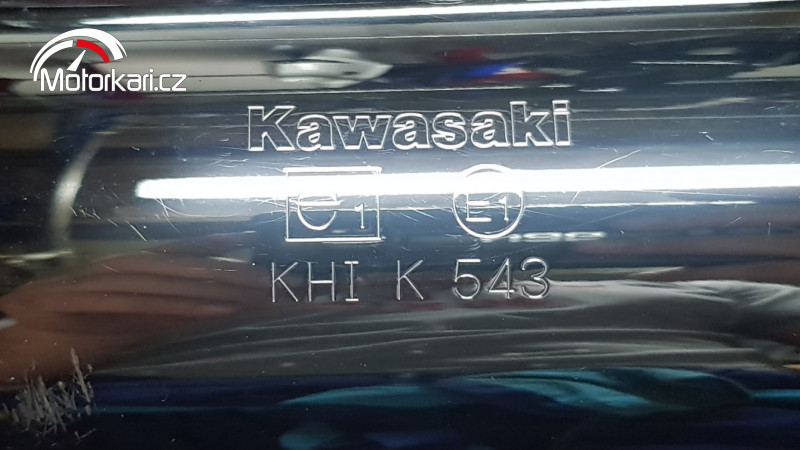 Motorkari.cz
Kawasaki
e1 E1
KHI K 543